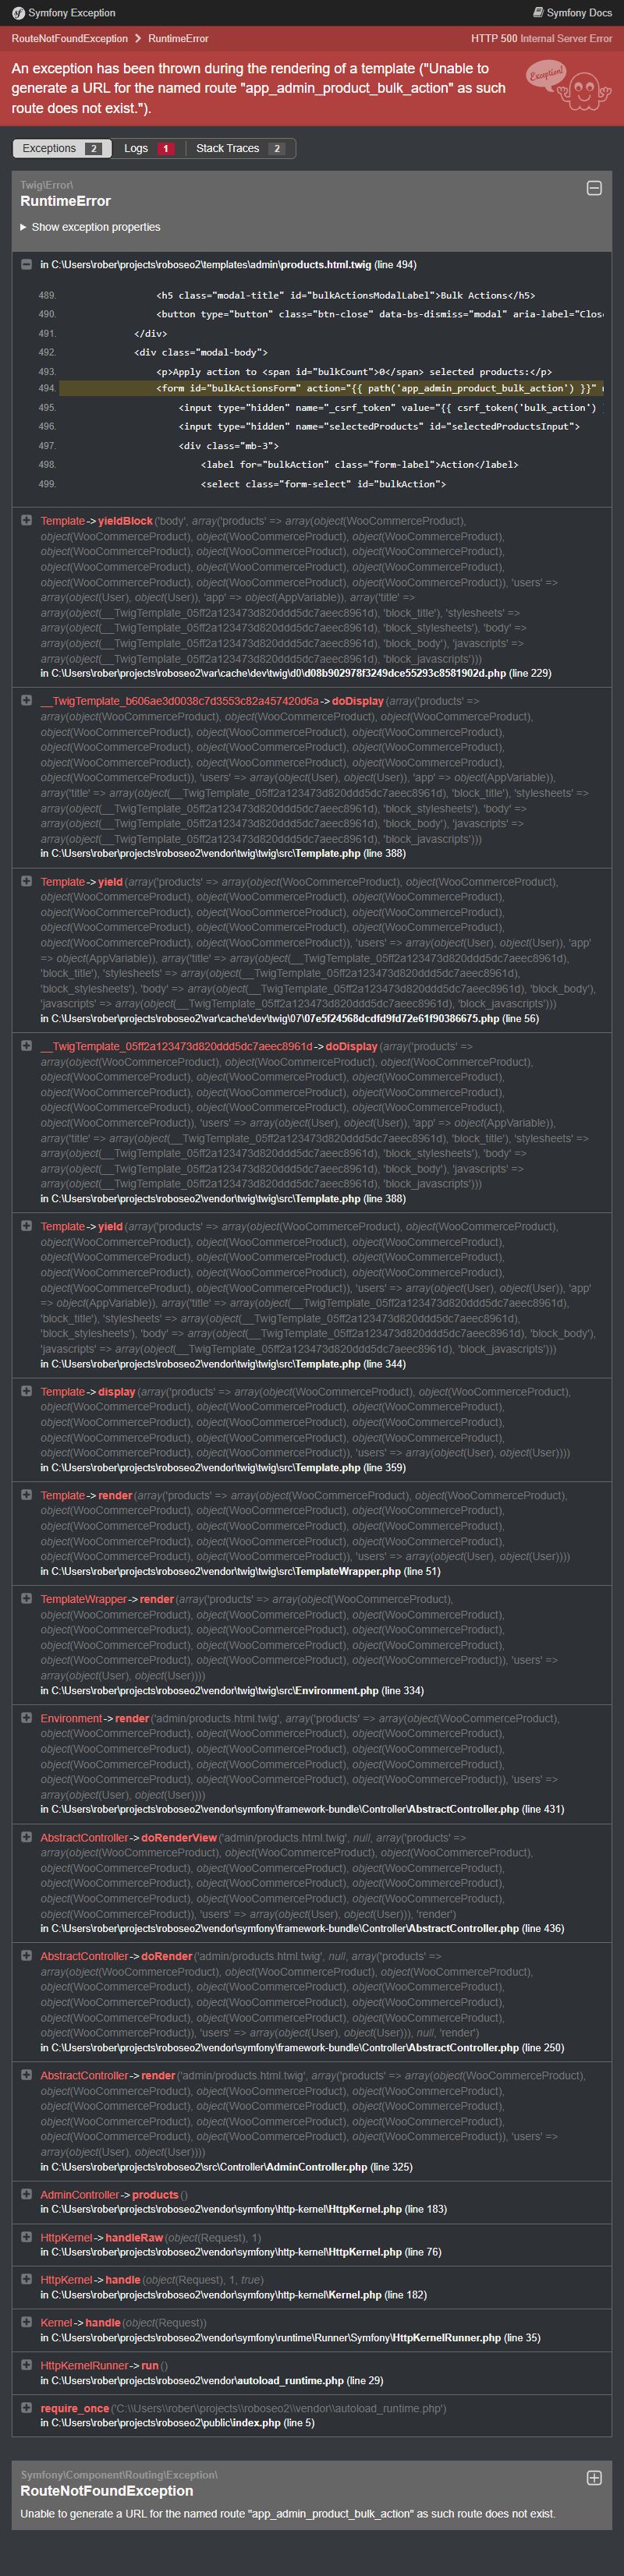 Symfony Exception
Symfony Docs
RouteNotFoundException
RuntimeError
HTTP 500 Internal Server Error
An exception has been thrown during the rendering of a template ("Unable to
generate a URL for the named route "app_admin_product_bulk_action" as such
route does not exist.").
Exception!
Exceptions 2
Logs 1
Stack Traces 2
Twig\Error\
RuntimeError
Show exception properties
in C:\Users\rober\projects\roboseo2\templates\admin\products.html.twig (line 494)
489. <h5 class="modal-title" id="bulkActionsModalLabel">Bulk Actions</h5>
490. <button type="button" class="btn-close" data-bs-dismiss="modal" aria-label="Clos
491. </div>
492. <div class="modal-body">
493. <p>Apply action to <span id="bulkCount">0</span> selected products:</p>
494. <form id="bulkActionsForm" action="{{ path('app_admin_product_bulk_action') }}"
495. <input type="hidden" name="_csrf_token" value="{{ csrf_token('bulk_action')
496. <input type="hidden" name="selectedProducts" id="selectedProductsInput">
497. <div class="mb-3">
498. <label for="bulkAction" class="form-label">Action</label>
499. <select class="form-select" id="bulkAction">
Template->yieldBlock('body', array('products' => array(object(WooCommerceProduct),
object(WooCommerceProduct), object(WooCommerceProduct), object(WooCommerceProduct),
object(WooCommerceProduct), object(WooCommerceProduct), object(WooCommerceProduct),
object(WooCommerceProduct), object(WooCommerceProduct), object(WooCommerceProduct),
object(WooCommerceProduct), object(WooCommerceProduct), object(WooCommerceProduct)), 'users' =>
array(object(User), object(User)), 'app' => object(AppVariable)), array('title' =>
array(object(__TwigTemplate_05ff2a123473d820ddd5dc7aeec8961d), 'block_title'), 'stylesheets' =>
array(object(__TwigTemplate_05ff2a123473d820ddd5dc7aeec8961d), 'block_stylesheets'), 'body' =>
array(object(__TwigTemplate_05ff2a123473d820ddd5dc7aeec8961d), 'block_body'), 'javascripts' =>
array(object(__TwigTemplate_05ff2a123473d820ddd5dc7aeec8961d), 'block_javascripts')))
in C:\Users\rober\projects\roboseo2\var\cache\dev\twig\d0\d08b902978f3249dce55293c8581902d.php (line 229)
__TwigTemplate_b606ae3d0038c7d3553c82a457420d6a->doDisplay(array('products' =>
array(object(WooCommerceProduct), object(WooCommerceProduct), object(WooCommerceProduct),
object(WooCommerceProduct), object(WooCommerceProduct), object(WooCommerceProduct),
object(WooCommerceProduct), object(WooCommerceProduct), object(WooCommerceProduct),
object(WooCommerceProduct), object(WooCommerceProduct), object(WooCommerceProduct),
object(WooCommerceProduct)), 'users' => array(object(User), object(User)), 'app' => object(AppVariable)),
array('title' => array(object(__TwigTemplate_05ff2a123473d820ddd5dc7aeec8961d), 'block_title'), 'stylesheets' =>
array(object(__TwigTemplate_05ff2a123473d820ddd5dc7aeec8961d), 'block_stylesheets'), 'body' =>
array(object(__TwigTemplate_05ff2a123473d820ddd5dc7aeec8961d), 'block_body'), 'javascripts' =>
array(object(__TwigTemplate_05ff2a123473d820ddd5dc7aeec8961d), 'block_javascripts')))
in C:\Users\rober\projects\roboseo2\vendor\twig\twig\src\Template.php (line 388)
Template->yield(array('products' => array(object(WooCommerceProduct), object(WooCommerceProduct),
object(WooCommerceProduct), object(WooCommerceProduct), object(WooCommerceProduct),
object(WooCommerceProduct), object(WooCommerceProduct), object(WooCommerceProduct),
object(WooCommerceProduct), object(WooCommerceProduct), object(WooCommerceProduct),
object(WooCommerceProduct), object(WooCommerceProduct)), 'users' => array(object(User), object(User)), 'app'
=> object(AppVariable)), array('title' => array(object(__TwigTemplate_05ff2a123473d820ddd5dc7aeec8961d),
'block_title'), 'stylesheets' => array(object(__TwigTemplate_05ff2a123473d820ddd5dc7aeec8961d),
'block_stylesheets'), 'body' => array(object(__TwigTemplate_05ff2a123473d820ddd5dc7aeec8961d), 'block_body'),
'javascripts' => array(object(__TwigTemplate_05ff2a123473d820ddd5dc7aeec8961d), 'block_javascripts')))
in C:\Users\rober\projects\roboseo2\var\cache\dev\twig\07\07e5f24568dcdfd9fd72e61f90386675.php (line 56)
__TwigTemplate_05ff2a123473d820ddd5dc7aeec8961d->doDisplay(array('products' =>
array(object(WooCommerceProduct), object(WooCommerceProduct), object(WooCommerceProduct),
object(WooCommerceProduct), object(WooCommerceProduct), object(WooCommerceProduct),
object(WooCommerceProduct), object(WooCommerceProduct), object(WooCommerceProduct),
object(WooCommerceProduct), object(WooCommerceProduct), object(WooCommerceProduct),
object(WooCommerceProduct)), 'users' => array(object(User), object(User)), 'app' => object(AppVariable)),
array('title' => array(object(__TwigTemplate_05ff2a123473d820ddd5dc7aeec8961d), 'block_title'), 'stylesheets' =>
array(object(__TwigTemplate_05ff2a123473d820ddd5dc7aeec8961d), 'block_stylesheets'), 'body' =>
array(object(__TwigTemplate_05ff2a123473d820ddd5dc7aeec8961d), 'block_body'), 'javascripts' =>
array(object(__TwigTemplate_05ff2a123473d820ddd5dc7aeec8961d), 'block_javascripts')))
in C:\Users\rober\projects\roboseo2\vendor\twig\twig\src\Template.php (line 388)
Template->yield(array('products' => array(object(WooCommerceProduct), object(WooCommerceProduct),
object(WooCommerceProduct), object(WooCommerceProduct), object(WooCommerceProduct),
object(WooCommerceProduct), object(WooCommerceProduct), object(WooCommerceProduct),
object(WooCommerceProduct), object(WooCommerceProduct), object(WooCommerceProduct),
object(WooCommerceProduct), object(WooCommerceProduct)), 'users' => array(object(User), object(User)), 'app'
=> object(AppVariable)), array('title' => array(object(__TwigTemplate_05ff2a123473d820ddd5dc7aeec8961d),
'block_title'), 'stylesheets' => array(object(__TwigTemplate_05ff2a123473d820ddd5dc7aeec8961d),
'block_stylesheets'), 'body' => array(object(__TwigTemplate_05ff2a123473d820ddd5dc7aeec8961d), 'block_body'),
'javascripts' => array(object(__TwigTemplate_05ff2a123473d820ddd5dc7aeec8961d), 'block_javascripts')))
in C:\Users\rober\projects\roboseo2\vendor\twig\twig\src\Template.php (line 344)
Template->display(array('products' => array(object(WooCommerceProduct), object(WooCommerceProduct),
object(WooCommerceProduct), object(WooCommerceProduct), object(WooCommerceProduct),
object(WooCommerceProduct), object(WooCommerceProduct), object(WooCommerceProduct),
object(WooCommerceProduct), object(WooCommerceProduct), object(WooCommerceProduct),
object(WooCommerceProduct), object(WooCommerceProduct)), 'users' => array(object(User), object(User))))
in C:\Users\rober\projects\roboseo2\vendor\twig\twig\src\Template.php (line 359)
Template->render(array('products' => array(object(WooCommerceProduct), object(WooCommerceProduct),
object(WooCommerceProduct), object(WooCommerceProduct), object(WooCommerceProduct),
object(WooCommerceProduct), object(WooCommerceProduct), object(WooCommerceProduct),
object(WooCommerceProduct), object(WooCommerceProduct), object(WooCommerceProduct),
object(WooCommerceProduct), object(WooCommerceProduct)), 'users' => array(object(User), object(User))))
in C:\Users\rober\projects\roboseo2\vendor\twig\twig\src\TemplateWrapper.php (line 51)
TemplateWrapper->render(array('products' => array(object(WooCommerceProduct),
object(WooCommerceProduct), object(WooCommerceProduct), object(WooCommerceProduct),
object(WooCommerceProduct), object(WooCommerceProduct), object(WooCommerceProduct),
object(WooCommerceProduct), object(WooCommerceProduct), object(WooCommerceProduct),
object(WooCommerceProduct), object(WooCommerceProduct), object(WooCommerceProduct)), 'users' =>
array(object(User), object(User))))
in C:\Users\rober\projects\roboseo2\vendor\twig\twig\src\Environment.php (line 334)
Environment->render('admin/products.html.twig', array('products' => array(object(WooCommerceProduct),
object(WooCommerceProduct), object(WooCommerceProduct), object(WooCommerceProduct),
object(WooCommerceProduct), object(WooCommerceProduct), object(WooCommerceProduct),
object(WooCommerceProduct), object(WooCommerceProduct), object(WooCommerceProduct),
object(WooCommerceProduct), object(WooCommerceProduct), object(WooCommerceProduct)), 'users' =>
array(object(User), object(User))))
in C:\Users\rober\projects\roboseo2\vendor\symfony\framework-bundle\Controller\AbstractController.php (line 431)
AbstractController->doRenderView('admin/products.html.twig', null, array('products' =>
array(object(WooCommerceProduct), object(WooCommerceProduct), object(WooCommerceProduct),
object(WooCommerceProduct), object(WooCommerceProduct), object(WooCommerceProduct),
object(WooCommerceProduct), object(WooCommerceProduct), object(WooCommerceProduct),
object(WooCommerceProduct), object(WooCommerceProduct), object(WooCommerceProduct),
object(WooCommerceProduct)), 'users' => array(object(User), object(User))), 'render')
in C:\Users\rober\projects\roboseo2\vendor\symfony\framework-bundle\Controller\AbstractController.php (line 436)
AbstractController->doRender('admin/products.html.twig', null, array('products' =>
array(object(WooCommerceProduct), object(WooCommerceProduct), object(WooCommerceProduct),
object(WooCommerceProduct), object(WooCommerceProduct), object(WooCommerceProduct),
object(WooCommerceProduct), object(WooCommerceProduct), object(WooCommerceProduct),
object(WooCommerceProduct), object(WooCommerceProduct), object(WooCommerceProduct),
object(WooCommerceProduct)), 'users' => array(object(User), object(User))), null, 'render')
in C:\Users\rober\projects\roboseo2\vendor\symfony\framework-bundle\Controller\AbstractController.php (line 250)
AbstractController->render('admin/products.html.twig', array('products' => array(object(WooCommerceProduct),
object(WooCommerceProduct), object(WooCommerceProduct), object(WooCommerceProduct),
object(WooCommerceProduct), object(WooCommerceProduct), object(WooCommerceProduct),
object(WooCommerceProduct), object(WooCommerceProduct), object(WooCommerceProduct),
object(WooCommerceProduct), object(WooCommerceProduct), object(WooCommerceProduct)), 'users' =>
array(object(User), object(User))))
in C:\Users\rober\projects\roboseo2\src\Controller\AdminController.php (line 325)
AdminController->products()
in C:\Users\rober\projects\roboseo2\vendor\symfony\http-kernel\HttpKernel.php (line 183)
HttpKernel->handleRaw(object(Request), 1)
in C:\Users\rober\projects\roboseo2\vendor\symfony\http-kernel\HttpKernel.php (line 76)
HttpKernel->handle(object(Request), 1, true)
in C:\Users\rober\projects\roboseo2\vendor\symfony\http-kernel\Kernel.php (line 182)
Kernel->handle(object(Request))
in C:\Users\rober\projects\roboseo2\vendor\symfony\runtime\Runner\Symfony\HttpKernelRunner.php (line 35)
HttpKernelRunner->run()
in C:\Users\rober\projects\roboseo2\vendor\autoload_runtime.php (line 29)
require_once('C:\\Users\\rober\\projects\\roboseo2\\vendor\\autoload_runtime.php')
in C:\Users\rober\projects\roboseo2\public\index.php (line 5)
Symfony\Component\Routing\Exception\
RouteNotFoundException
Unable to generate a URL for the named route "app_admin_product_bulk_action" as such route does not exist.